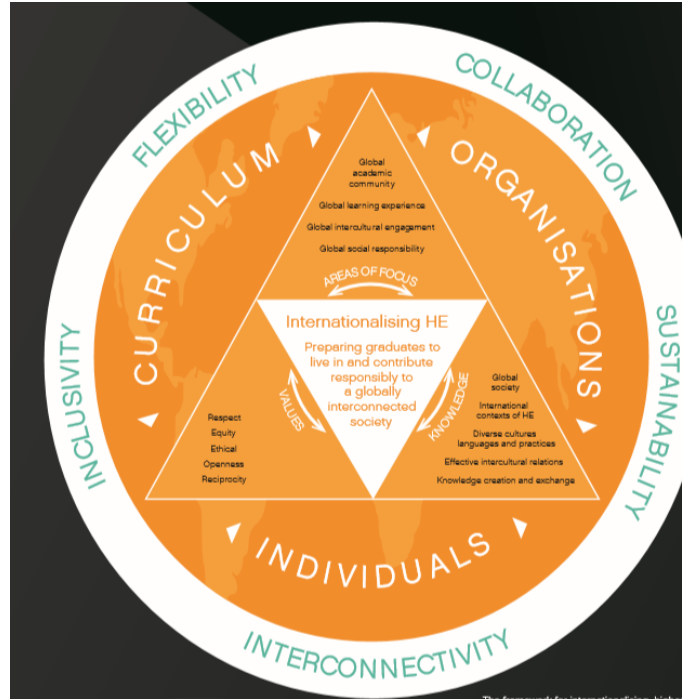 FLEXIBILITY
COLLABORATION
SUSTAINABILITY
INTERCONNECTIVITY
INCLUSIVITY
CURRICULUM
ORGANISATIONS
INDIVIDUALS
Global
academic
community
Global learning experience
Global intercultural engagement
Global social responsibility
AREAS OF FOCUS
Internationalising HE
Preparing graduates to
live in and contribute
responsibly to
a globally
interconnected
society
VALUES
KNOWLEDGE
Respect
Equity
Ethical
Openness
Reciprocity
Global
society
International
contexts of HE
Diverse cultures
languages and practices
Effective intercultural relations
Knowledge creation and exchange